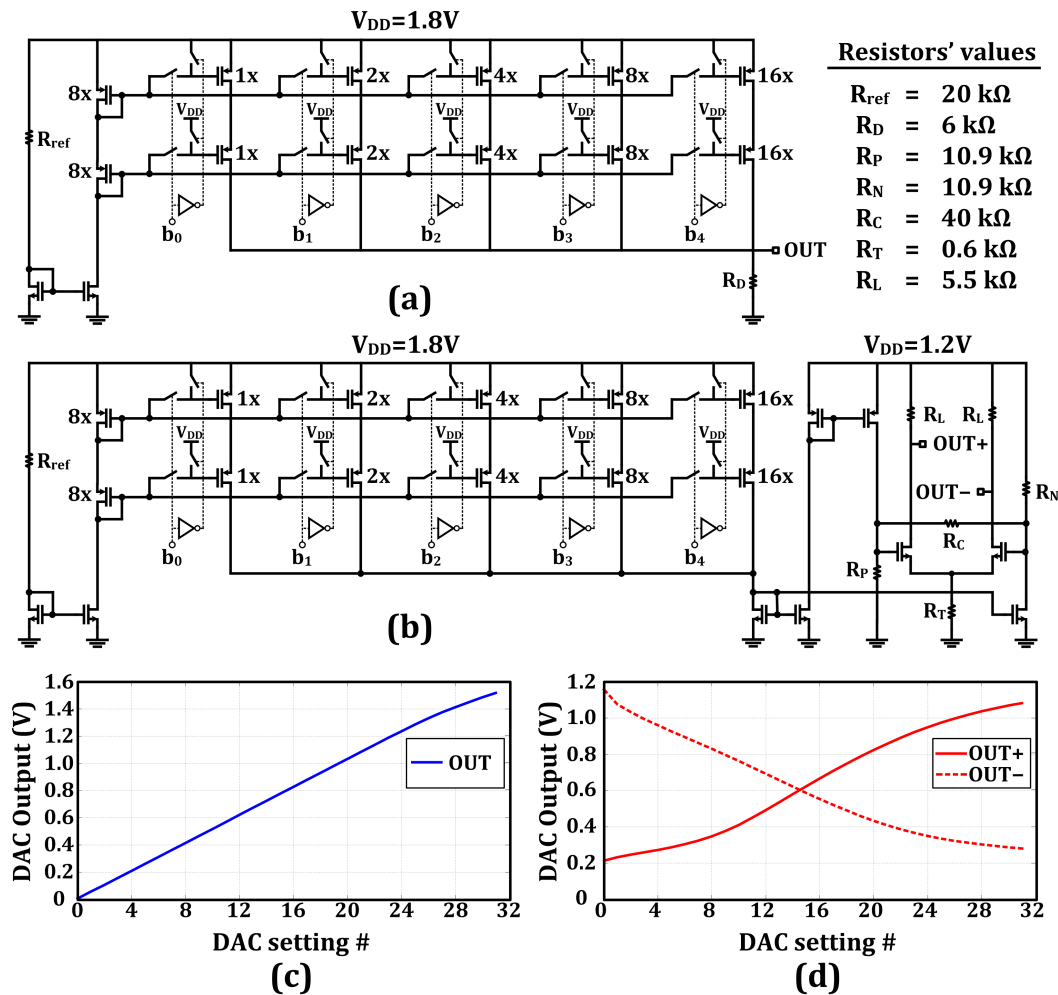 V_DD=1.8V
8x
1x
2x
4x
8x
16x
R_ref
V_DD
V_DD
V_DD
V_DD
V_DD
8x
1x
2x
4x
8x
16x
b_0
b_1
b_2
b_3
b_4
OUT
R_D
(a)
Resistors' values
R_ref = 20 kΩ
R_D = 6 kΩ
R_P = 10.9 kΩ
R_N = 10.9 kΩ
R_C = 40 kΩ
R_T = 0.6 kΩ
R_L = 5.5 kΩ
V_DD=1.8V
V_DD=1.2V
8x
1x
2x
4x
8x
16x
R_ref
V_DD
V_DD
V_DD
V_DD
V_DD
8x
1x
2x
4x
8x
16x
b_0
b_1
b_2
b_3
b_4
R_L
R_L
OUT+
OUT−
R_N
R_C
R_P
R_T
(b)
DAC Output (V)
1.6
1.4
1.2
1.0
0.8
0.6
0.4
0.2
0
OUT
0 4 8 12 16 20 24 28 32
DAC setting #
(c)
DAC Output (V)
1.2
1.0
0.8
0.6
0.4
0.2
0
OUT+
OUT−
0 4 8 12 16 20 24 28 32
DAC setting #
(d)